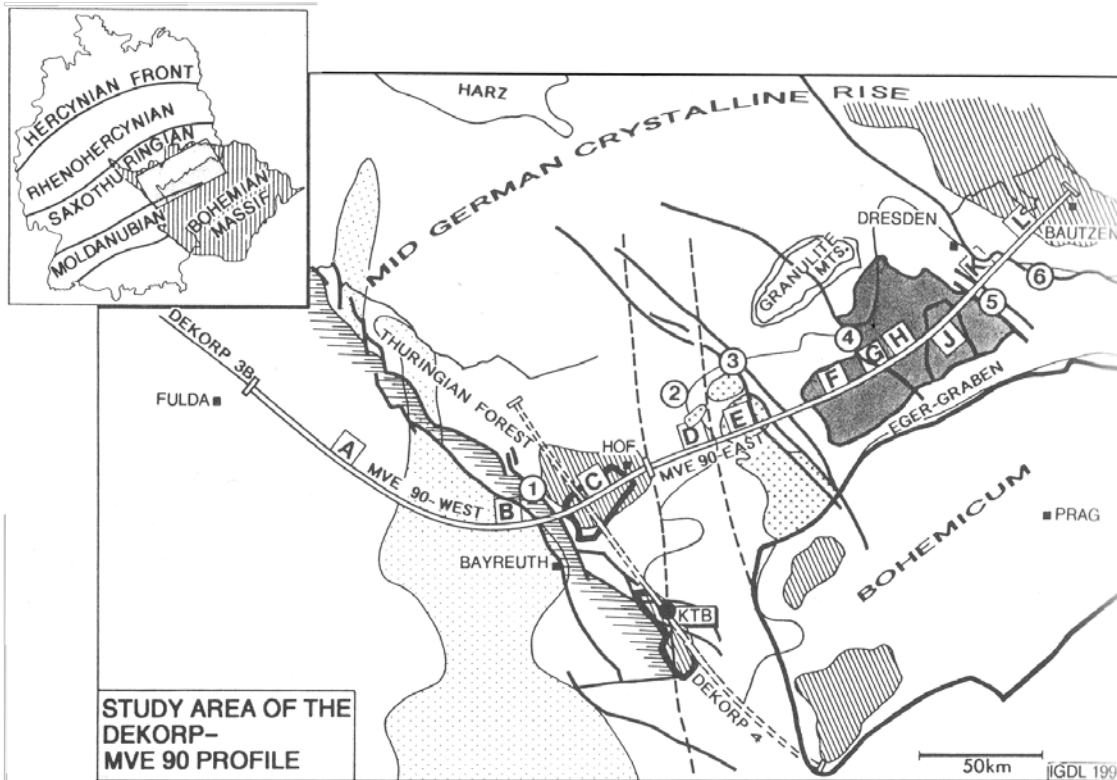 HERCYNIAN FRONT
RHENOHERCYNIAN
SAXOTHURINGIAN
MOLDANUBIAN
BOHEMIAN
MASSIF
HARZ
MID GERMAN CRYSTALLINE RISE
DRESDEN
BAUTZEN
L
K
6
GRANULITE
MTS.
5
4
H
G
J
F
DEKORP 3B
FULDA
THURINGIAN FOREST
3
2
D
E
EGER-GRABEN
HOF
MVE 90-EAST
A
MVE 90-WEST
1
C
B
BAYREUTH
PRAG
BOHEMICUM
KTB
DEKORP 4
STUDY AREA OF THE
DEKORP–
MVE 90 PROFILE
50km
IGDL 199